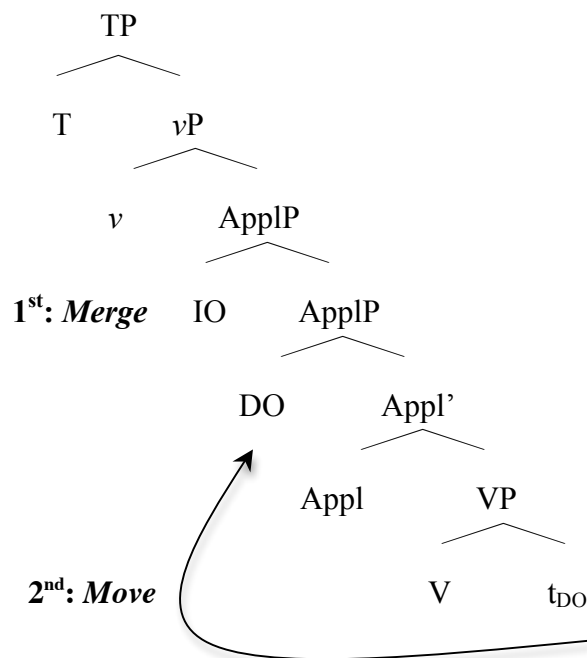 TP
T vP
v ApplP
1st: Merge IO ApplP
DO Appl’
Appl VP
2nd: Move V tDO